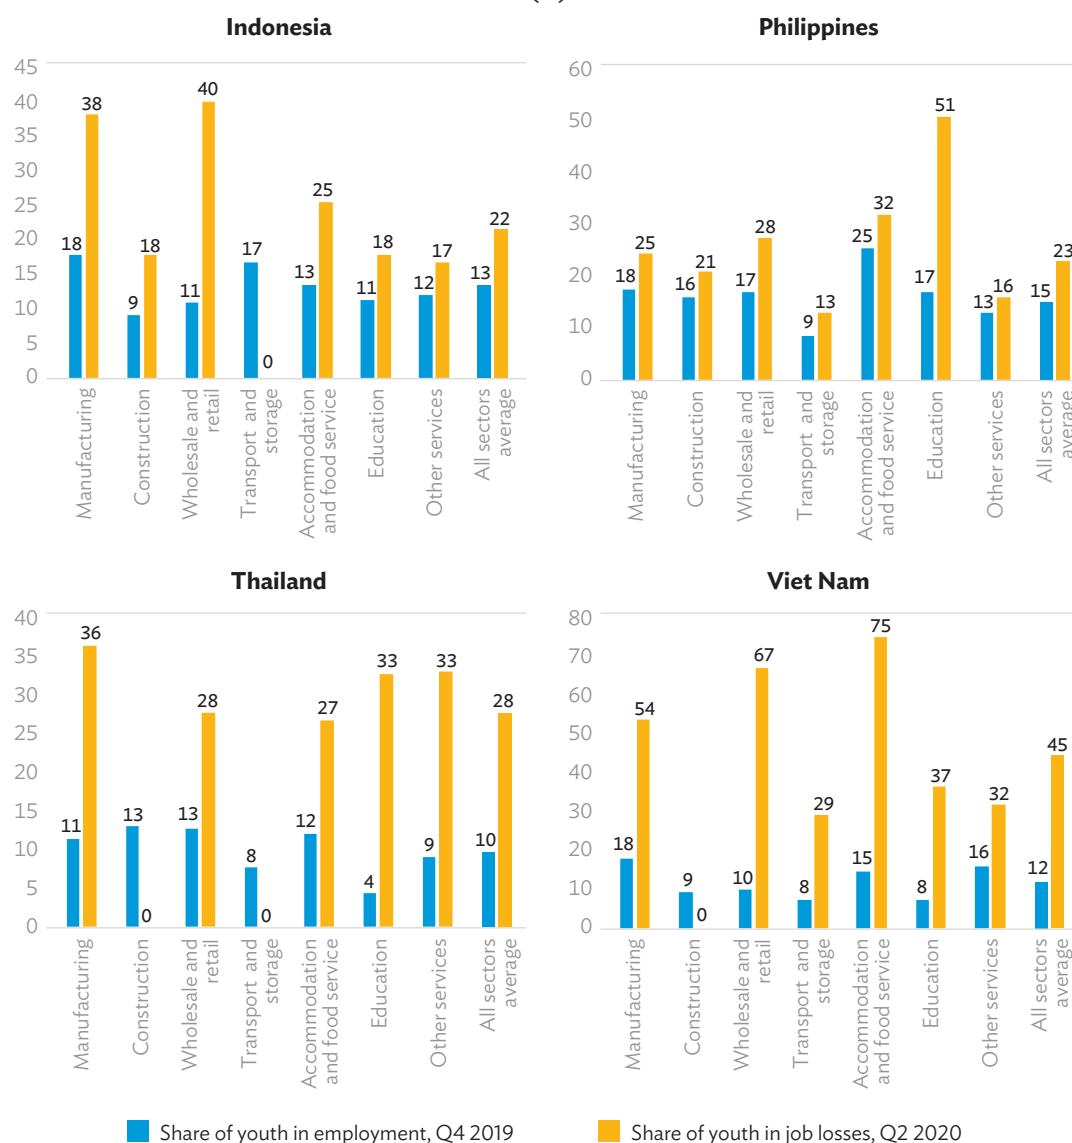 Indonesia
45
40
35
30
25
20
15
10
5
0
38
40
18
18
9
11
17
0
25
13
18
11
17
12
22
13
Manufacturing
Construction
Wholesale and
retail
Transport and
storage
Accommodation
and food service
Education
Other services
All sectors
average
Philippines
60
50
40
30
20
10
0
18
25
16
21
17
28
9
13
25
32
17
51
13
16
15
23
Manufacturing
Construction
Wholesale and
retail
Transport and
storage
Accommodation
and food service
Education
Other services
All sectors
average
Thailand
40
35
30
25
20
15
10
5
0
11
36
13
0
13
28
8
0
12
27
4
33
9
33
10
28
Manufacturing
Construction
Wholesale and
retail
Transport and
storage
Accommodation
and food service
Education
Other services
All sectors
average
Viet Nam
80
70
60
50
40
30
20
10
0
18
54
9
0
10
67
8
29
15
75
8
37
16
32
12
45
Manufacturing
Construction
Wholesale and
retail
Transport and
storage
Accommodation
and food service
Education
Other services
All sectors
average
Share of youth in employment, Q4 2019
Share of youth in job losses, Q2 2020